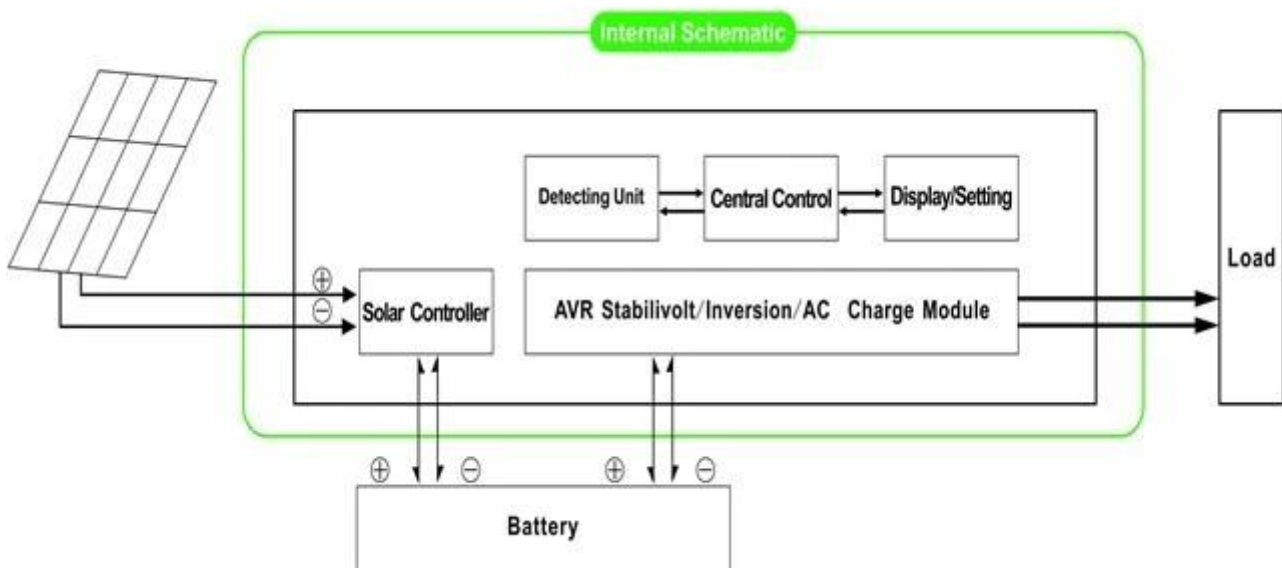 Internal Schematic
Detecting Unit
Central Control
Display/Setting
Load
⊕
⊖
Solar Controller
AVR Stabilivolt/Inversion/AC Charge Module
⊕ ⊖ ⊕ ⊖
Battery